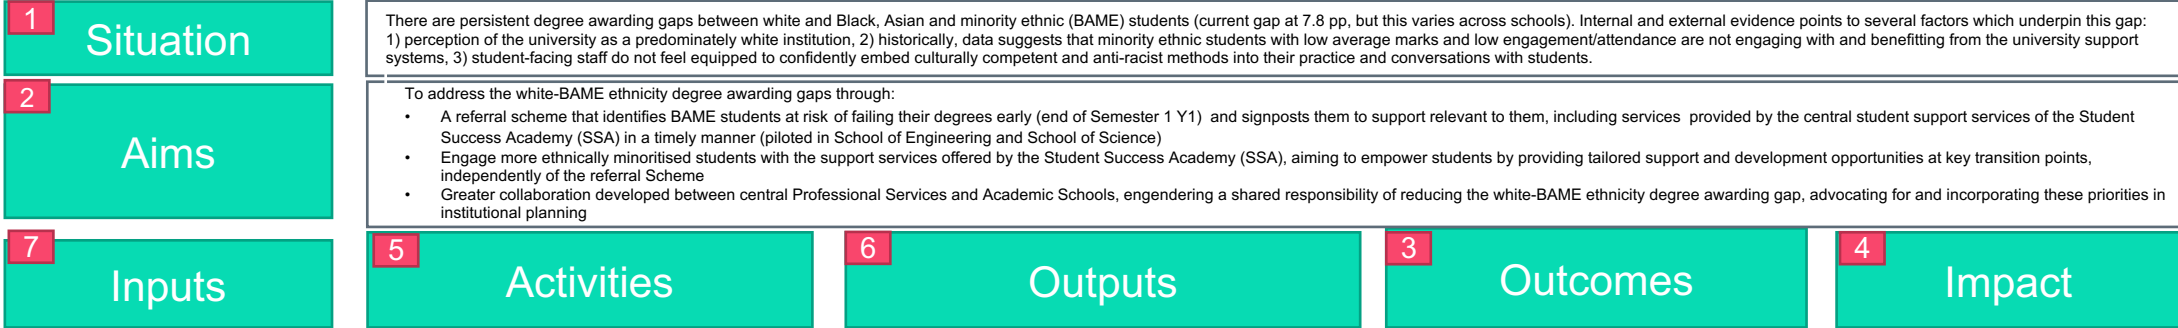 1
Situation
There are persistent degree awarding gaps between white and Black, Asian and minority ethnic (BAME) students (current gap at 7.8 pp, but this varies across schools). Internal and external evidence points to several factors which underpin this gap:
1) perception of the university as a predominately white institution, 2) historically, data suggests that minority ethnic students with low average marks and low engagement/attendance are not engaging with and benefitting from the university support
systems, 3) student-facing staff do not feel equipped to confidently embed culturally competent and anti-racist methods into their practice and conversations with students.
2
Aims
To address the white-BAME ethnicity degree awarding gaps through:
• A referral scheme that identifies BAME students at risk of failing their degrees early (end of Semester 1 Y1) and signposts them to support relevant to them, including services provided by the central student support services of the Student
Success Academy (SSA) in a timely manner (piloted in School of Engineering and School of Science)
• Engage more ethnically minoritised students with the support services offered by the Student Success Academy (SSA), aiming to empower students by providing tailored support and development opportunities at key transition points,
independently of the referral Scheme
• Greater collaboration developed between central Professional Services and Academic Schools, engendering a shared responsibility of reducing the white-BAME ethnicity degree awarding gap, advocating for and incorporating these priorities in
institutional planning
7
Inputs
5
Activities
6
Outputs
3
Outcomes
4
Impact